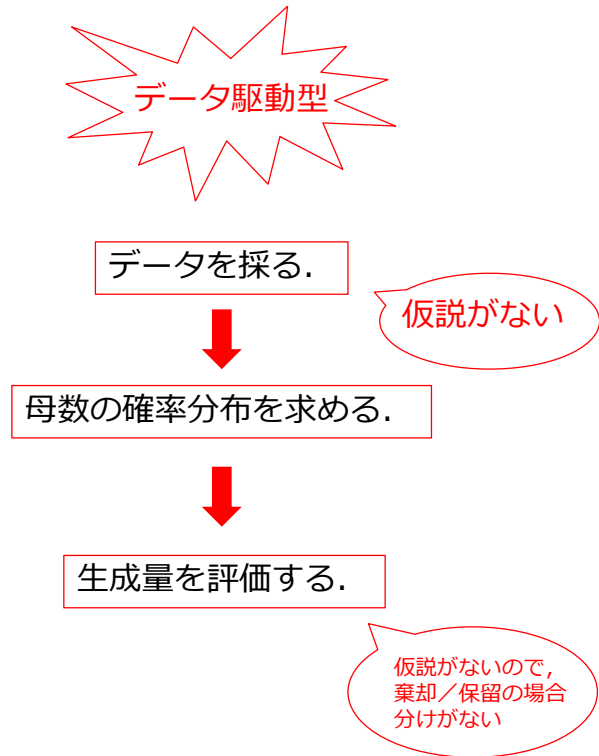 データ駆動型
データを採る．
仮説がない
母数の確率分布を求める．
生成量を評価する．
仮説がないので，
棄却／保留の場合
分けがない